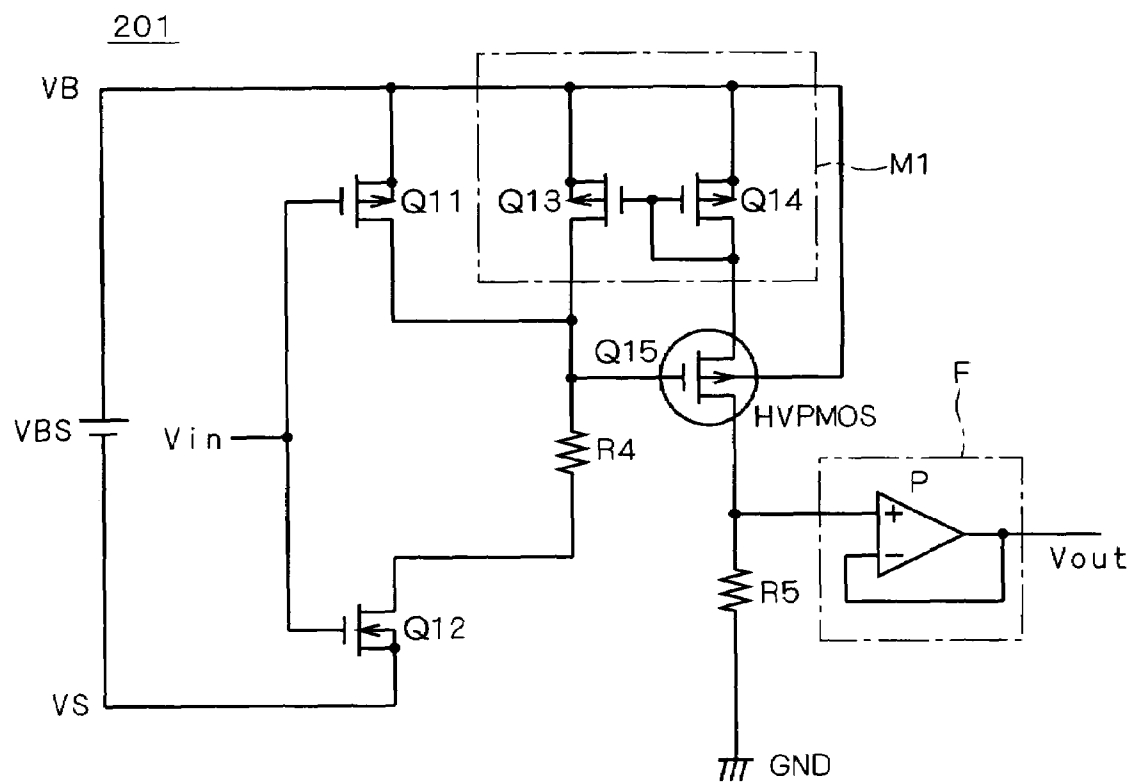 201
VB
M1
Q11
Q13
Q14
Q15
HVPMOS
F
VBS
Vin
R4
P
+
−
Vout
R5
Q12
VS
GND